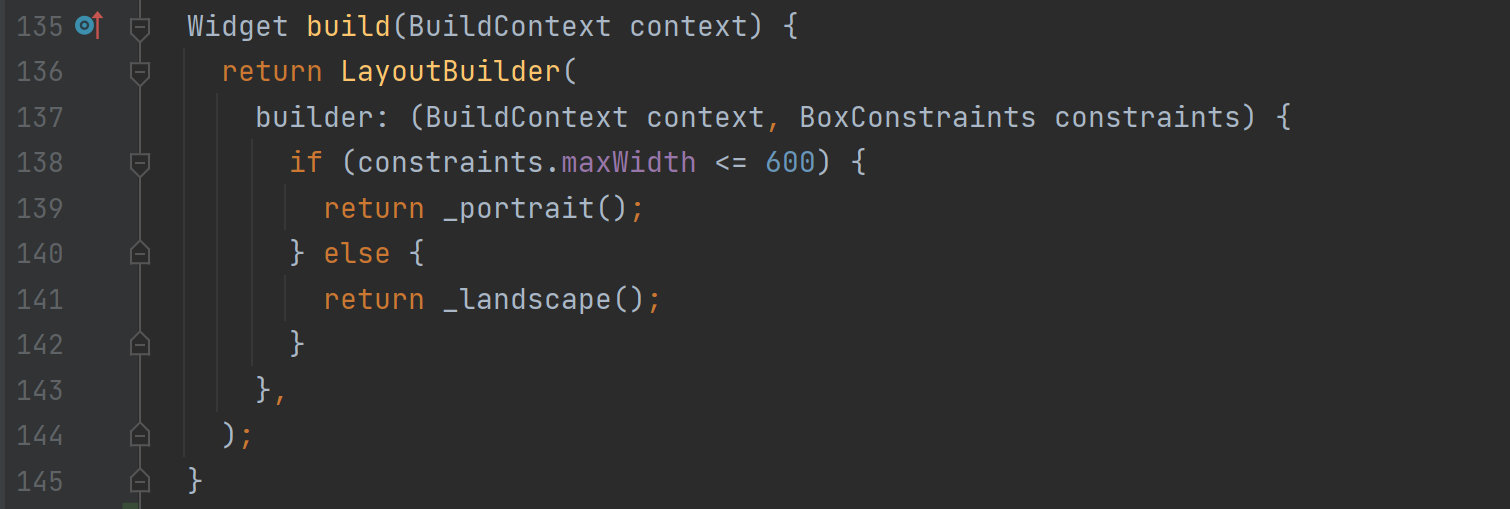 135 Widget build(BuildContext context) {
136 return LayoutBuilder(
137 builder: (BuildContext context, BoxConstraints constraints) {
138 if (constraints.maxWidth <= 600) {
139 return _portrait();
140 } else {
141 return _landscape();
142 }
143 },
144 );
145 }